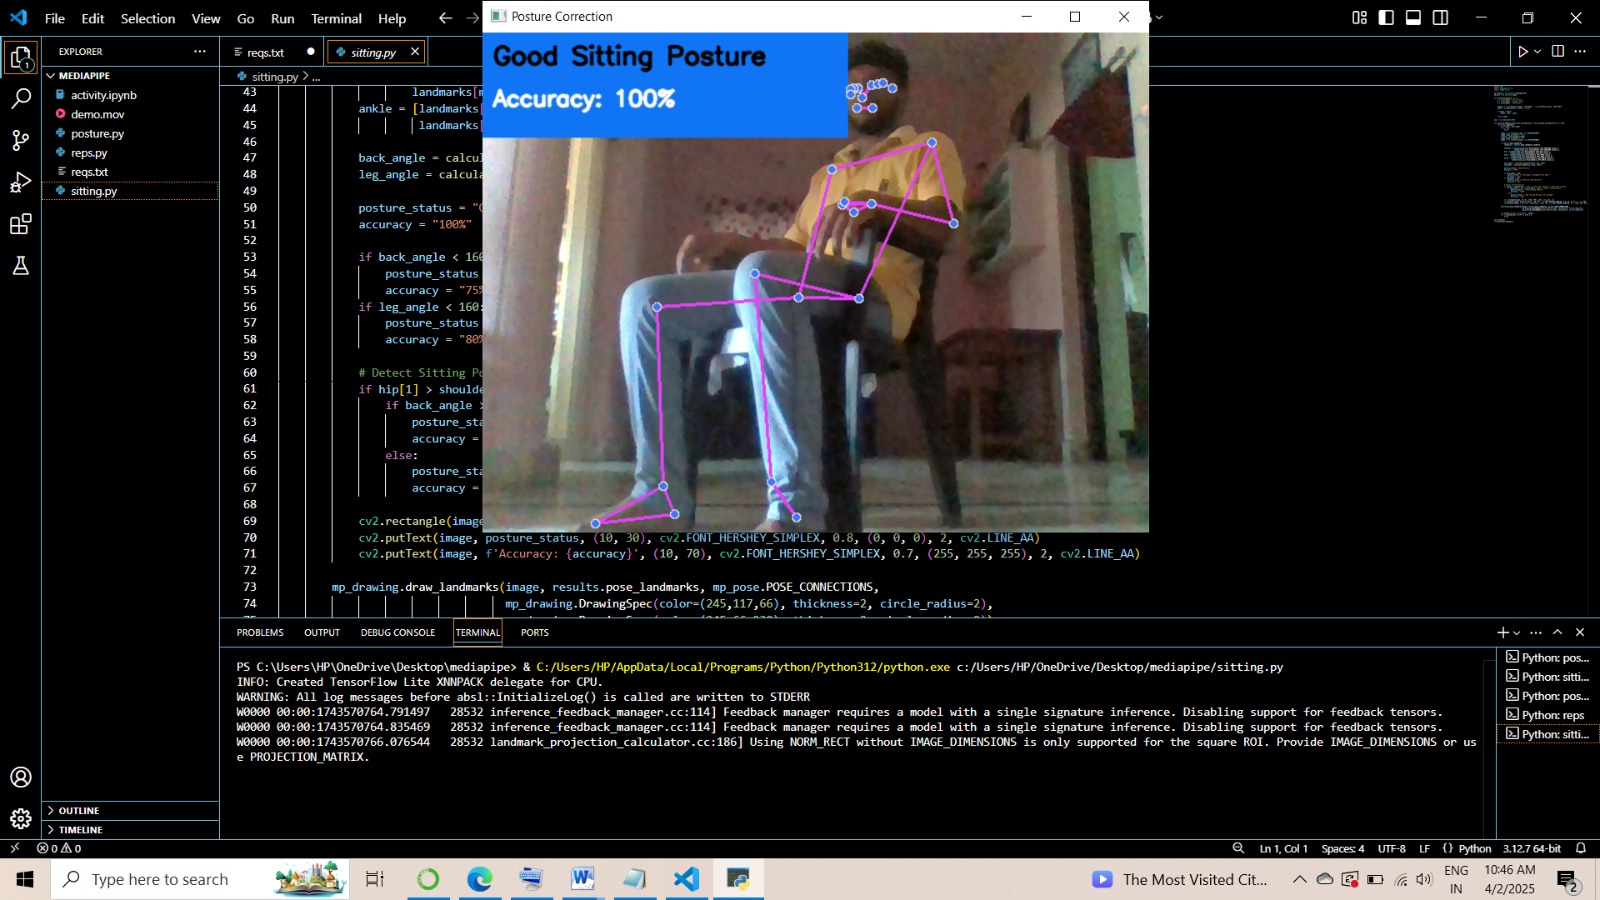 File Edit Selection View Go Run Terminal Help
Posture Correction
EXPLORER
MEDIAPIPE
activity.ipynb
demo.mov
posture.py
reps.py
reqs.txt
sitting.py
OUTLINE
TIMELINE
reqs.txt
sitting.py
sitting.py > ...
Good Sitting Posture
Accuracy: 100%
43 landmarks[
44 ankle = [landmarks[
45 landmarks[
46
47 back_angle = calcu
48 leg_angle = calcula
49
50 posture_status = "
51 accuracy = "100%"
52
53 if back_angle < 160
54 posture_status
55 accuracy = "75%
56 if leg_angle < 160:
57 posture_status
58 accuracy = "80%
59
60 # Detect Sitting Po
61 if hip[1] > shoulde
62 if back_angle >
63 posture_sta
64 accuracy =
65 else:
66 posture_sta
67 accuracy =
68
69 cv2.rectangle(image
70 cv2.putText(image, posture_status, (10, 30), cv2.FONT_HERSHEY_SIMPLEX, 0.8, (0, 0, 0), 2, cv2.LINE_AA)
71 cv2.putText(image, f'Accuracy: {accuracy}', (10, 70), cv2.FONT_HERSHEY_SIMPLEX, 0.7, (255, 255, 255), 2, cv2.LINE_AA)
72
73 mp_drawing.draw_landmarks(image, results.pose_landmarks, mp_pose.POSE_CONNECTIONS,
74 mp_drawing.DrawingSpec(color=(245,117,66), thickness=2, circle_radius=2),
PROBLEMS OUTPUT DEBUG CONSOLE TERMINAL PORTS
PS C:\Users\HP\OneDrive\Desktop\mediapipe> & C:/Users/HP/AppData/Local/Programs/Python/Python312/python.exe c:/Users/HP/OneDrive/Desktop/mediapipe/sitting.py
INFO: Created TensorFlow Lite XNNPACK delegate for CPU.
WARNING: All log messages before absl::InitializeLog() is called are written to STDERR
W0000 00:00:1743570764.791497 28532 inference_feedback_manager.cc:114] Feedback manager requires a model with a single signature inference. Disabling support for feedback tensors.
W0000 00:00:1743570764.835469 28532 inference_feedback_manager.cc:114] Feedback manager requires a model with a single signature inference. Disabling support for feedback tensors.
W0000 00:00:1743570766.076544 28532 landmark_projection_calculator.cc:186] Using NORM_RECT without IMAGE_DIMENSIONS is only supported for the square ROI. Provide IMAGE_DIMENSIONS or us
e PROJECTION_MATRIX.
Python: pos...
Python: sitti...
Python: pos...
Python: reps
Python: sitti...
0 0 Ln 1, Col 1 Spaces: 4 UTF-8 LF {} Python 3.12.7 64-bit
Type here to search
The Most Visited Cit...
ENG
IN
10:46 AM
4/2/2025
2